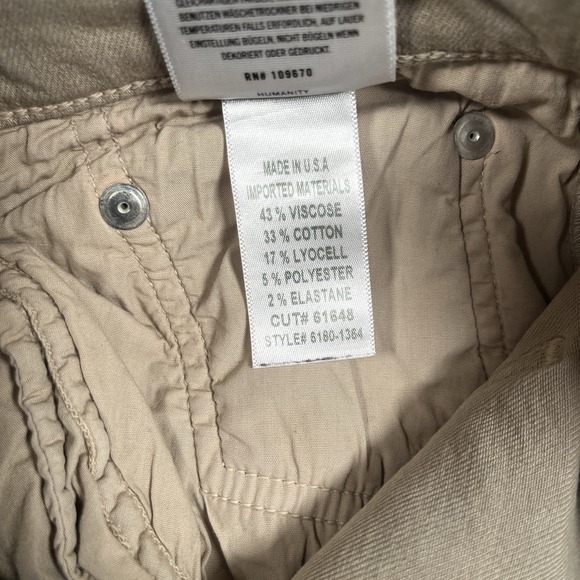 BENUTZEN WÄSCHETROCKNER BEI NIEDRIGEN
TEMPERATUREN FALLS ERFORDLICH, AUF LAUER
EINSTELLUNG BÜGELN, NICHT BÜGELN WENN
DEKORIERT ODER GEDRUCKT.
RN# 109670
HUMANITY
MADE IN U.S.A
IMPORTED MATERIALS
43 % VISCOSE
33 % COTTON
17 % LYOCELL
5 % POLYESTER
2 % ELASTANE
CUT# 61648
STYLE# 6180-1364